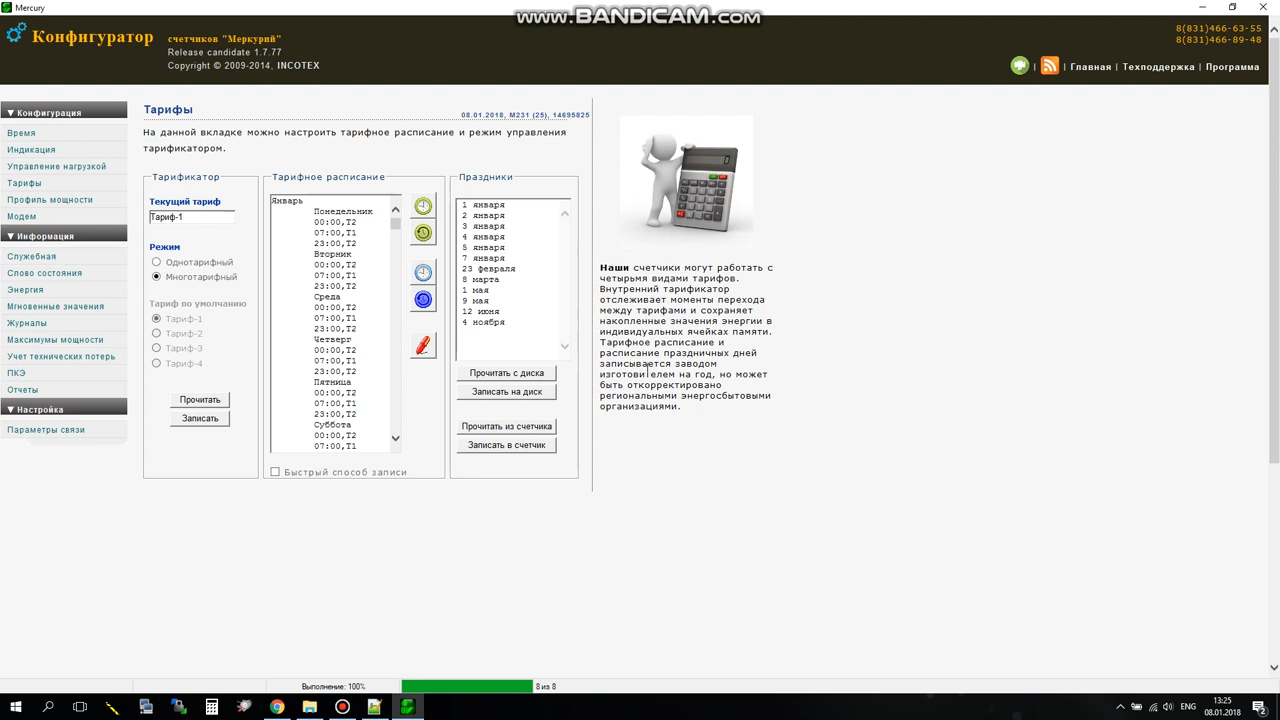 Mercury
www.BANDICAM.com
Конфигуратор
счетчиков "Меркурий"
Release candidate 1.7.77
Copyright © 2009-2014, INCOTEX
8(831)466-63-55
8(831)466-89-48
| | Главная | Техподдержка | Программа
▼ Конфигурация
Время
Индикация
Управление нагрузкой
Тарифы
Профиль мощности
Модем
▼ Информация
Служебная
Слово состояния
Энергия
Мгновенные значения
Журналы
Максимумы мощности
Учет технических потерь
ПКЭ
Отчеты
▼ Настройка
Параметры связи
Тарифы
08.01.2018, M231 (25), 14695825
На данной вкладке можно настроить тарифное расписание и режим управления
тарификатором.
Тарификатор
Текущий тариф
Тариф-1
Режим
Однотарифный
Многотарифный
Тариф по умолчанию
Тариф-1
Тариф-2
Тариф-3
Тариф-4
Прочитать
Записать
Тарифное расписание
Январь
Понедельник
00:00,T2
07:00,T1
23:00,T2
Вторник
00:00,T2
07:00,T1
23:00,T2
Среда
00:00,T2
07:00,T1
23:00,T2
Четверг
00:00,T2
07:00,T1
23:00,T2
Пятница
00:00,T2
07:00,T1
23:00,T2
Суббота
00:00,T2
07:00,T1
Быстрый способ записи
Праздники
1 января
2 января
3 января
4 января
5 января
7 января
23 февраля
8 марта
1 мая
9 мая
12 июня
4 ноября
Прочитать с диска
Записать на диск
Прочитать из счетчика
Записать в счетчик
0
Наши счетчики могут работать с
четырьмя видами тарифов.
Внутренний тарификатор
отслеживает моменты перехода
между тарифами и сохраняет
накопленные значения энергии в
индивидуальных ячейках памяти.
Тарифное расписание и
расписание праздничных дней
записывается заводом
изготовителем на год, но может
быть откорректировано
региональными энергосбытовыми
организациями.
Выполнение: 100%
8 из 8
ENG
13:25
08.01.2018
2